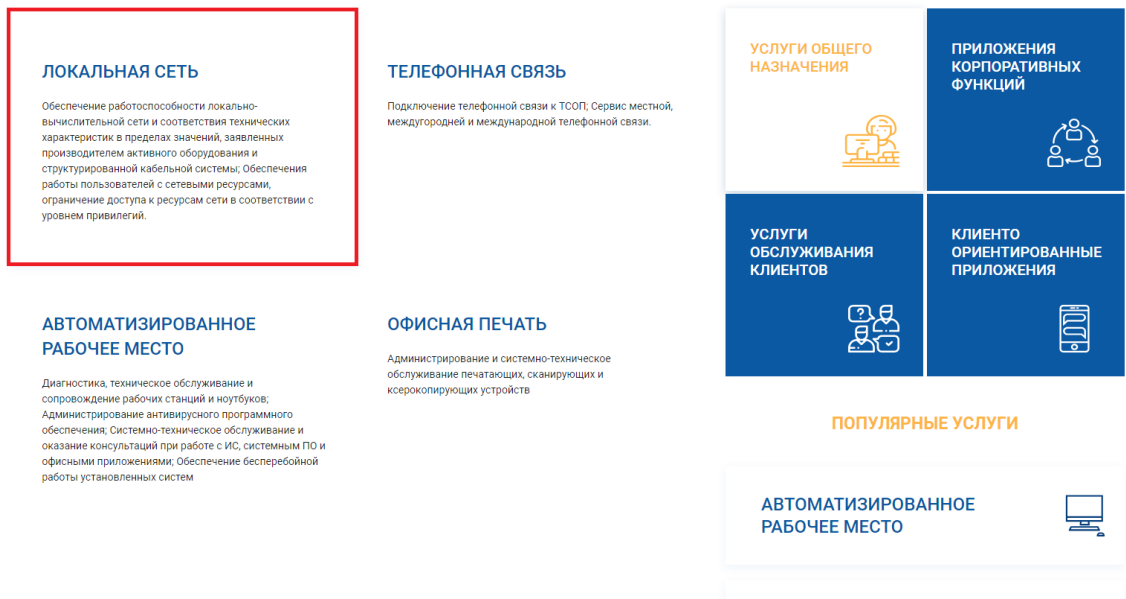 ЛОКАЛЬНАЯ СЕТЬ
Обеспечение работоспособности локально-
вычислительной сети и соответствия технических
характеристик в пределах значений, заявленных
производителем активного оборудования и
структурированной кабельной системы; Обеспечения
работы пользователей с сетевыми ресурсами,
ограничение доступа к ресурсам сети в соответствии с
уровнем привилегий.
ТЕЛЕФОННАЯ СВЯЗЬ
Подключение телефонной связи к ТСОП; Сервис местной,
междугородней и международной телефонной связи.
АВТОМАТИЗИРОВАННОЕ
РАБОЧЕЕ МЕСТО
Диагностика, техническое обслуживание и
сопровождение рабочих станций и ноутбуков;
Администрирование антивирусного программного
обеспечения; Системно-техническое обслуживание и
оказание консультаций при работе с ИС, системным ПО и
офисными приложениями; Обеспечение бесперебойной
работы установленных систем
ОФИСНАЯ ПЕЧАТЬ
Администрирование и системно-техническое
обслуживание печатающих, сканирующих и
ксерокопирующих устройств
УСЛУГИ ОБЩЕГО
НАЗНАЧЕНИЯ
ПРИЛОЖЕНИЯ
КОРПОРАТИВНЫХ
ФУНКЦИЙ
УСЛУГИ
ОБСЛУЖИВАНИЯ
КЛИЕНТОВ
КЛИЕНТО
ОРИЕНТИРОВАННЫЕ
ПРИЛОЖЕНИЯ
ПОПУЛЯРНЫЕ УСЛУГИ
АВТОМАТИЗИРОВАННОЕ
РАБОЧЕЕ МЕСТО